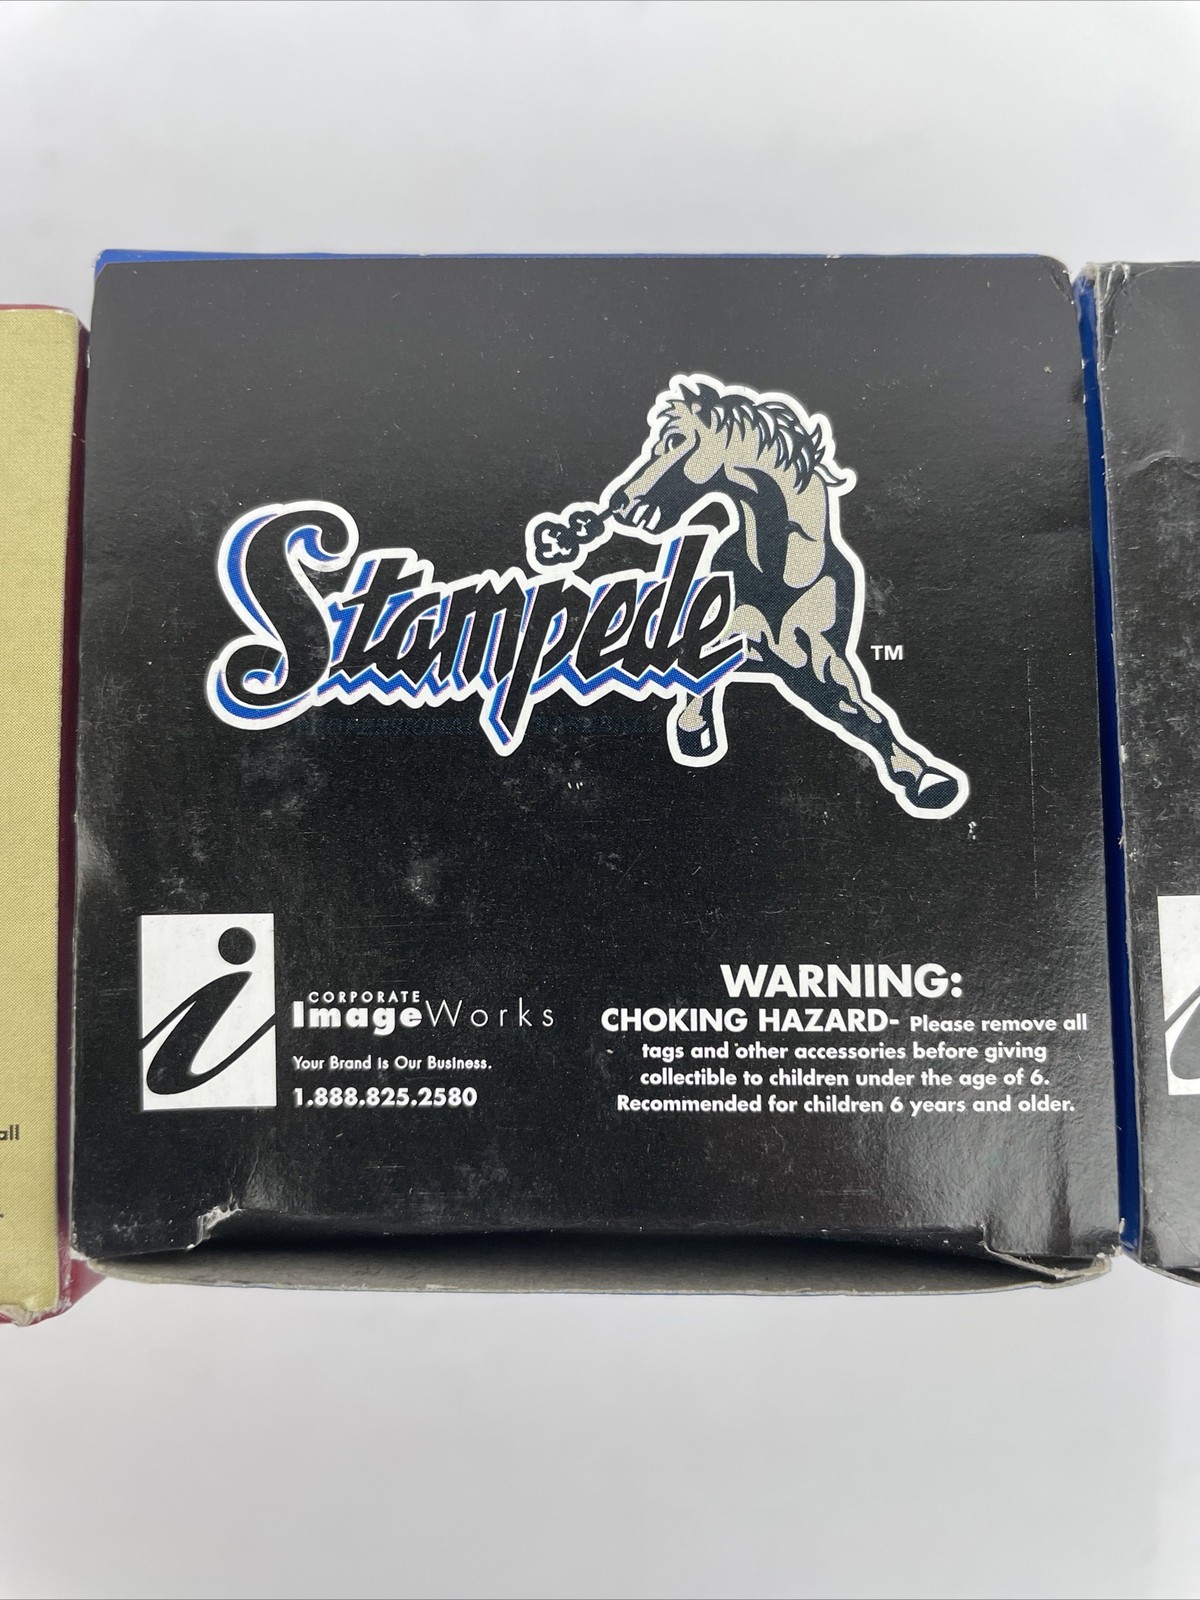 Stampede
TM
CORPORATE
ImageWorks
Your Brand is Our Business.
1.888.825.2580
WARNING:
CHOKING HAZARD- Please remove all
tags and other accessories before giving
collectible to children under the age of 6.
Recommended for children 6 years and older.
all